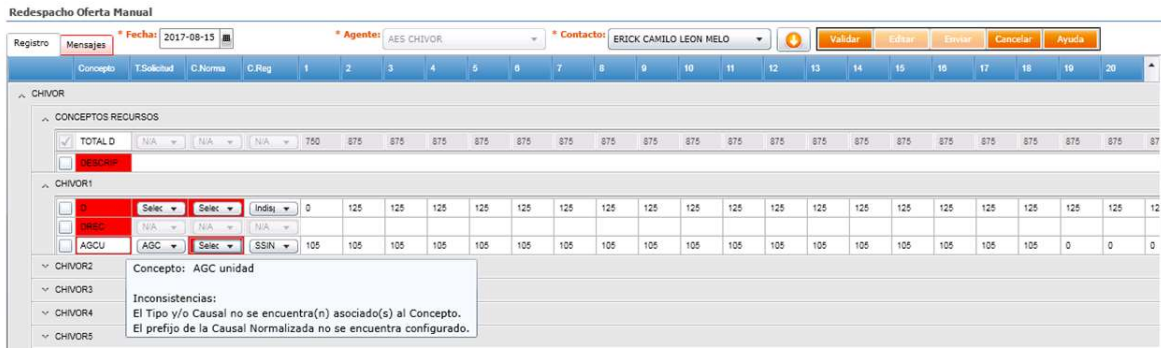 Redespacho Oferta Manual
Registro Mensajes * Fecha: 2017-08-15 * Agente: AES CHIVOR * Contacto: ERICK CAMILO LEON MELO Validar Editar Enviar Cancelar Ayuda
Concepto T.Solicitud C.Norma C.Reg 1 2 3 4 5 6 7 8 9 10 11 12 13 14 15 16 17 18 19 20
CHIVOR
CONCEPTOS RECURSOS
TOTAL D N/A N/A N/A 750 875 875 875 875 875 875 875 875 875 875 875 875 875 875 875 875 875 875 875 87
DESCRIP
CHIVOR1
D Selec Selec Indisj 0 125 125 125 125 125 125 125 125 125 125 125 125 125 125 125 125 125 125 125 12
DREC N/A N/A N/A
AGCU AGC Selec SSIN 105 105 105 105 105 105 105 105 105 105 105 105 105 105 105 105 105 105 0 0 0
CHIVOR2
CHIVOR3
CHIVOR4
CHIVOR5
Concepto: AGC unidad
Inconsistencias:
El Tipo y/o Causal no se encuentra(n) asociado(s) al Concepto.
El prefijo de la Causal Normalizada no se encuentra configurado.